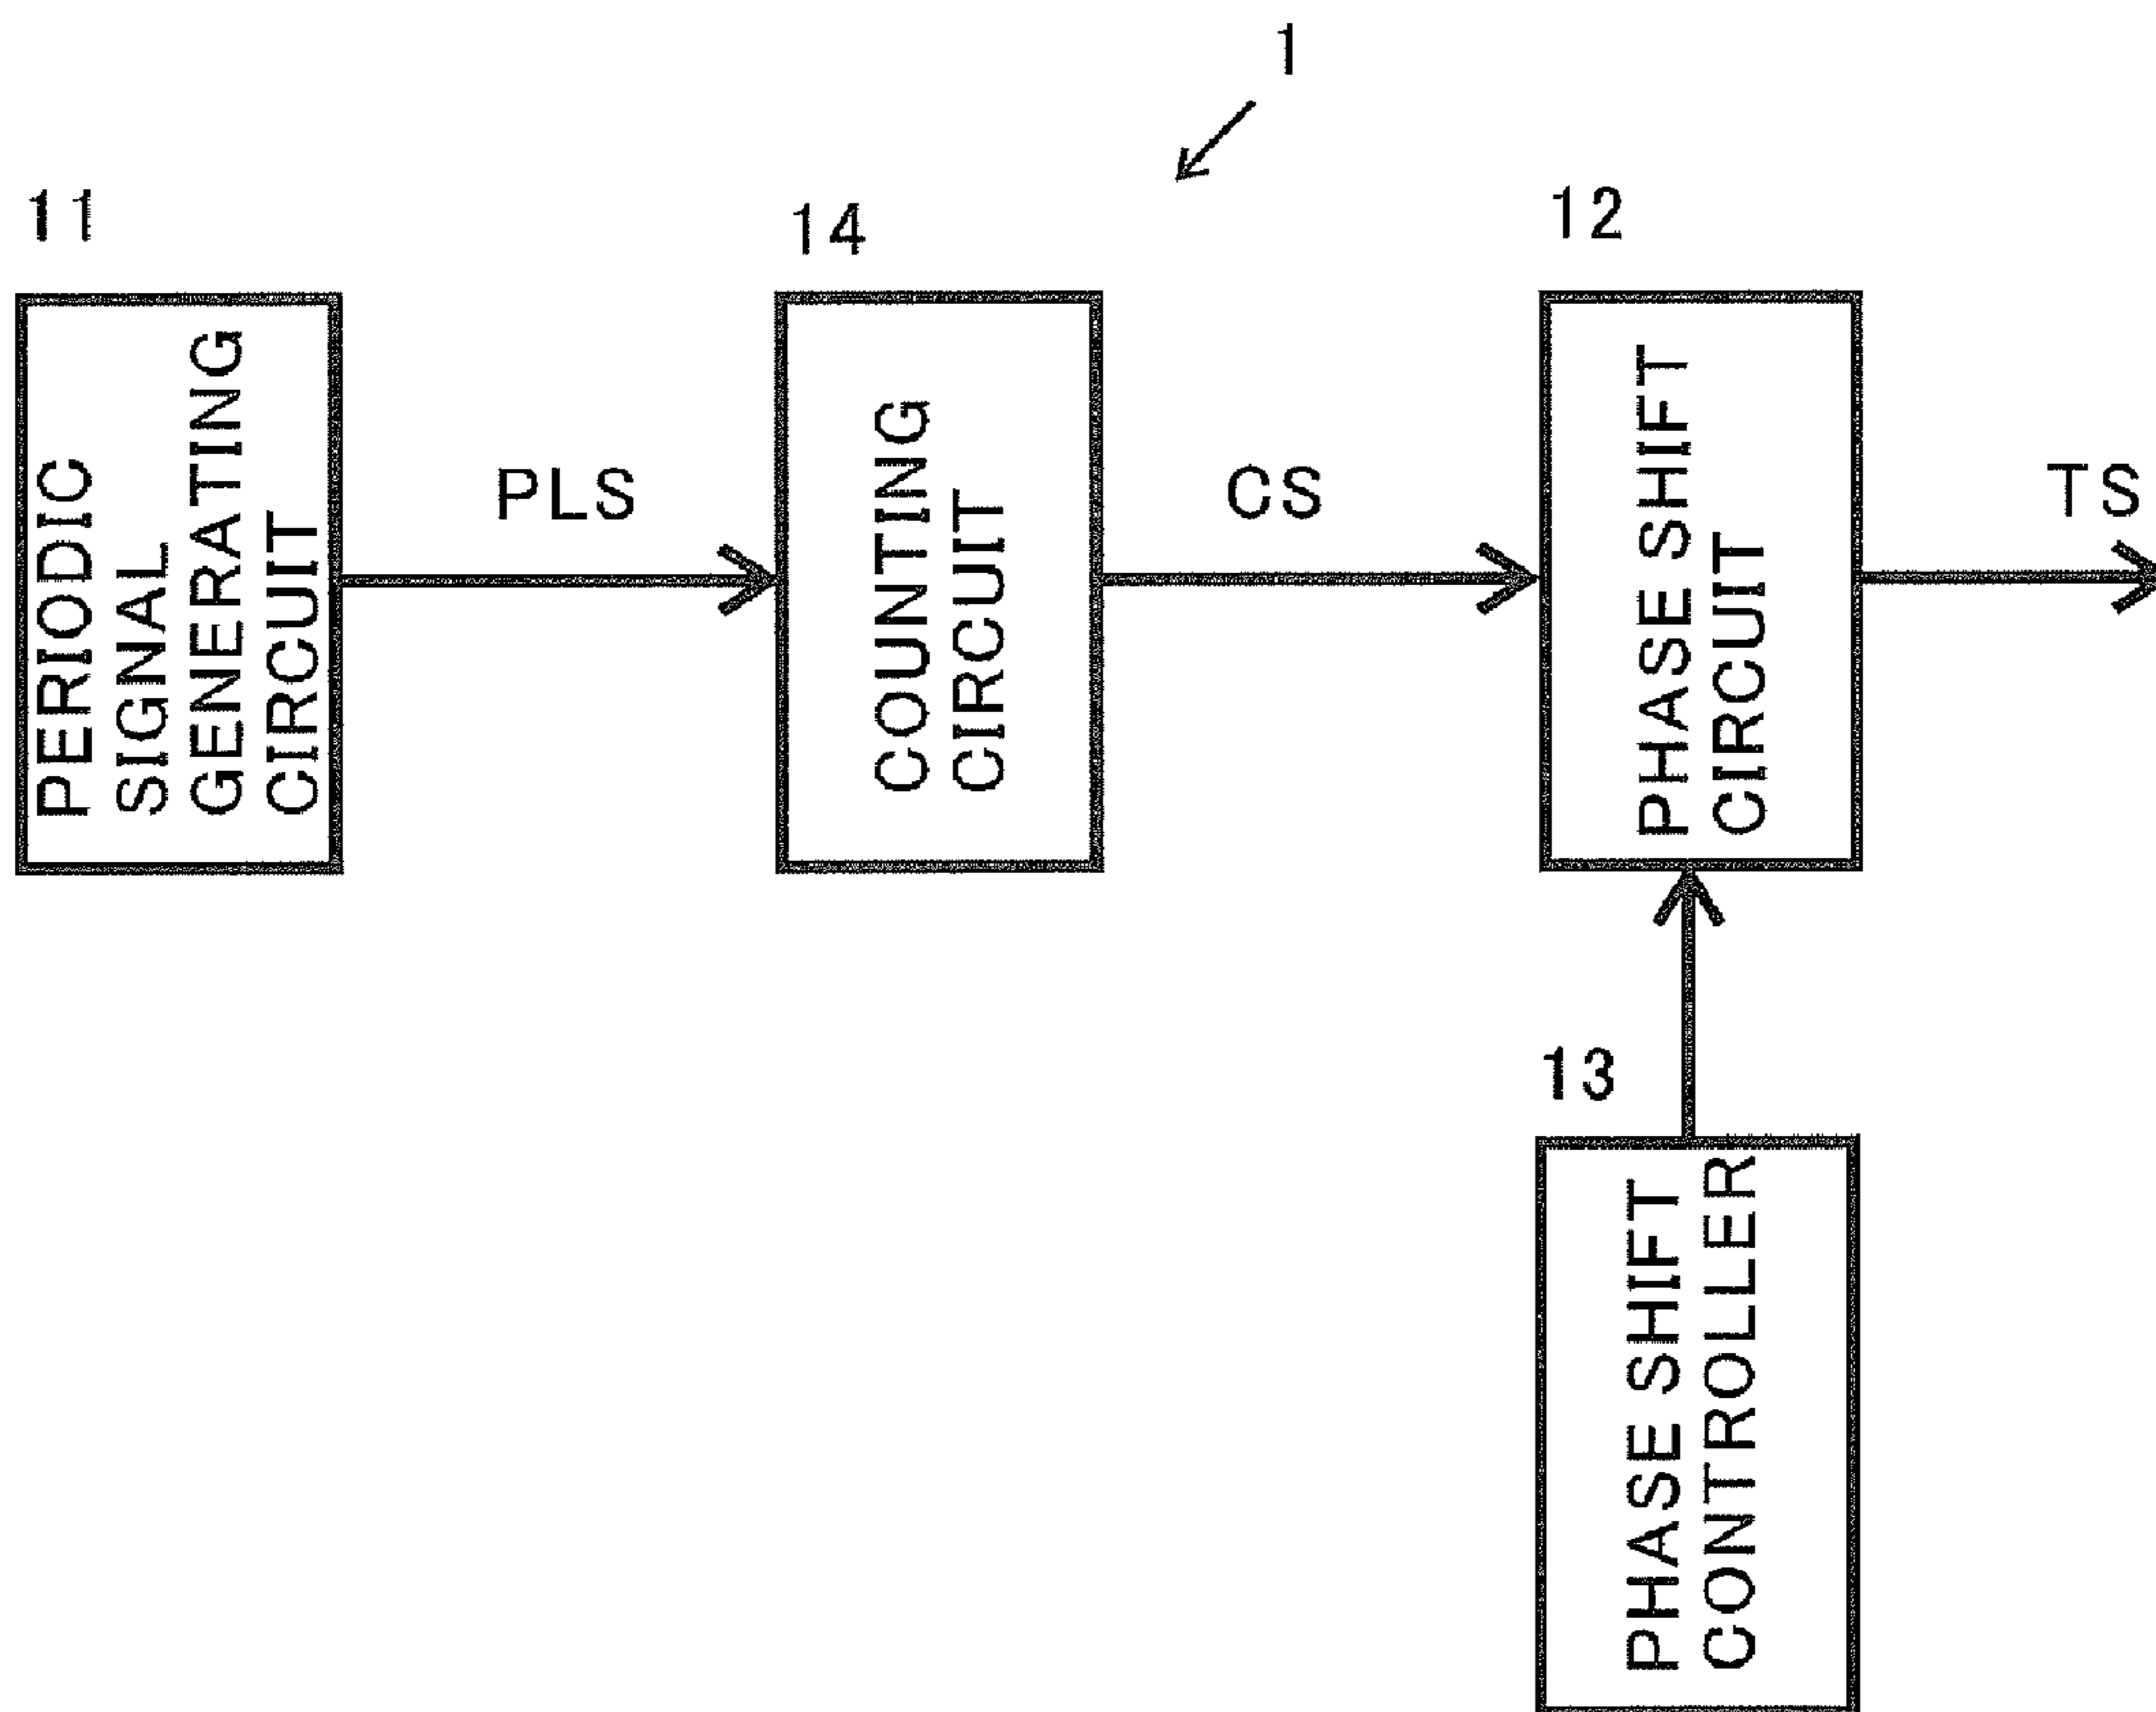 1
11
PERIODIC
SIGNAL
GENERATING
CIRCUIT
PLS
14
COUNTING
CIRCUIT
CS
12
PHASE SHIFT
CIRCUIT
TS
13
PHASE SHIFT
CONTROLLER